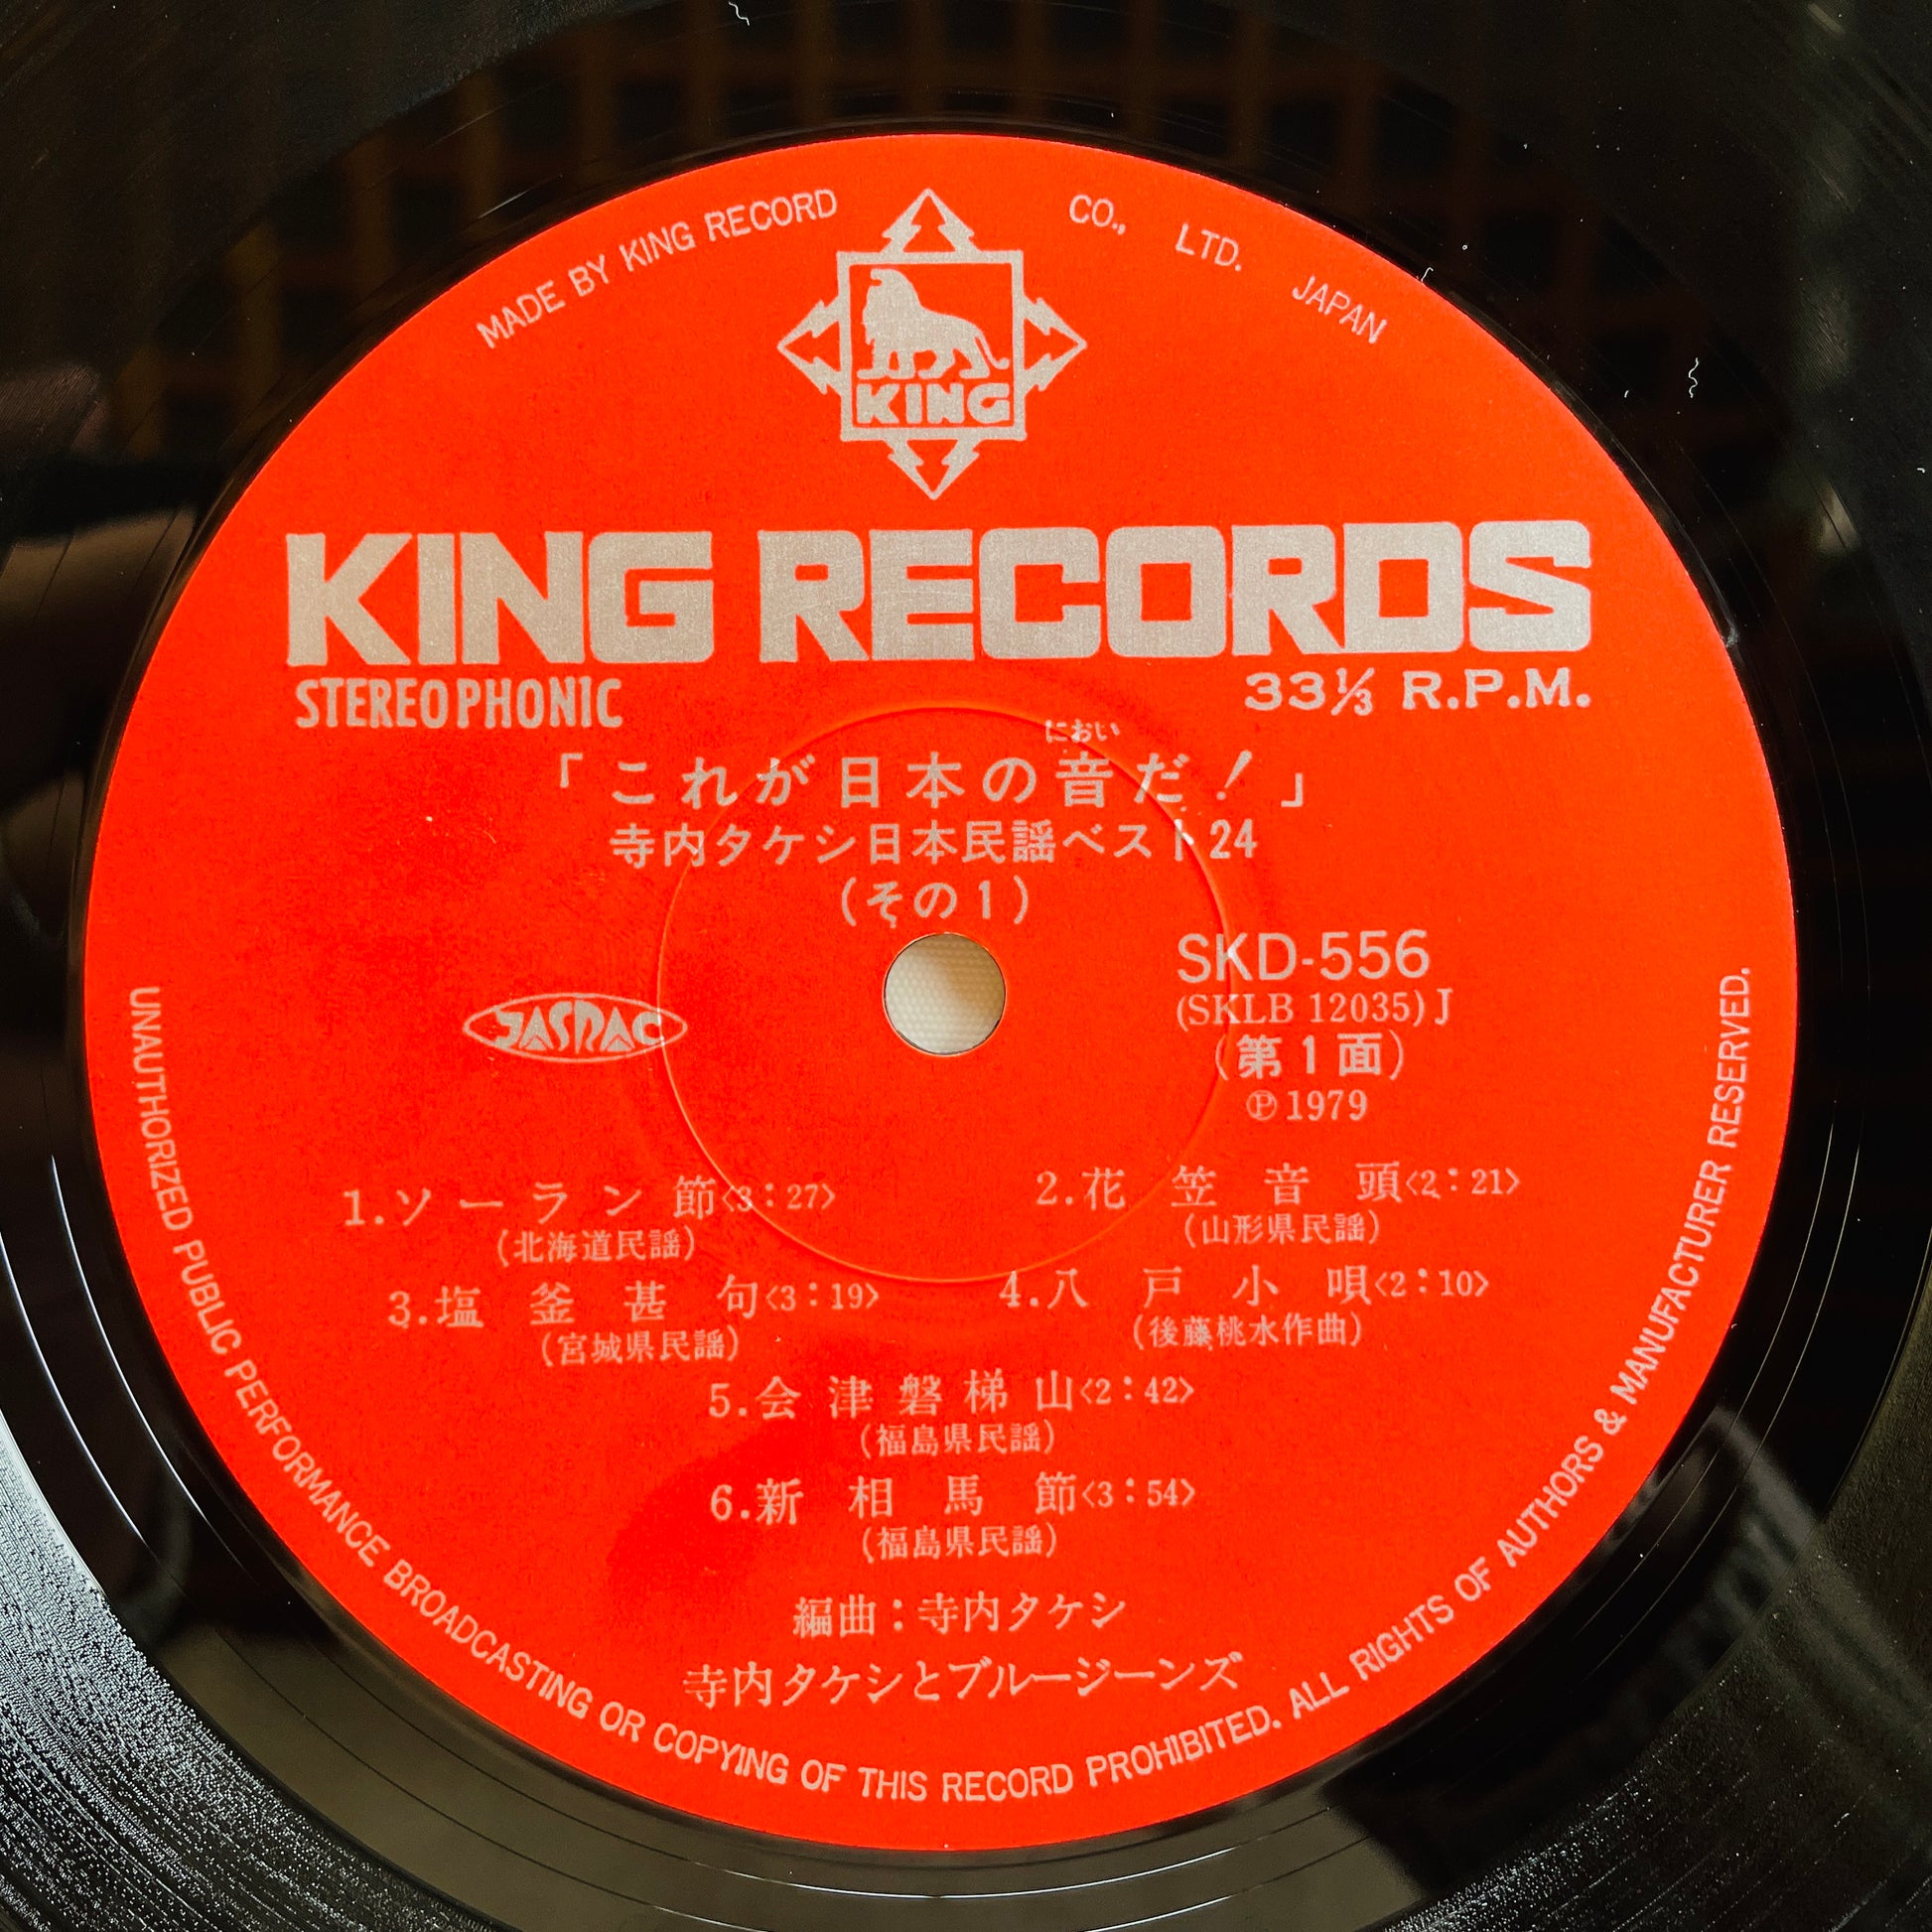 MADE BY KING RECORD CO., LTD. JAPAN
KING
KING RECORDS
STEREOPHONIC
33⅓ R.P.M.
におい
「これが日本の音だ!」
寺内タケシ日本民謡ベスト24
(その1)
SKD-556
(SKLB 12035) J
JASRAC
(第1面)
Ⓟ1979
1.ソーラン節〈3:27〉
(北海道民謡)
2.花笠音頭〈2:21〉
(山形県民謡)
3.塩釜甚句〈3:19〉
(宮城県民謡)
4.八戸小唄〈2:10〉
(後藤桃水作曲)
5.会津磐梯山〈2:42〉
(福島県民謡)
6.新相馬節〈3:54〉
(福島県民謡)
編曲:寺内タケシ
寺内タケシとブルージーンズ
UNAUTHORIZED PUBLIC PERFORMANCE BROADCASTING OR COPYING OF THIS RECORD PROHIBITED. ALL RIGHTS OF AUTHORS & MANUFACTURER RESERVED.